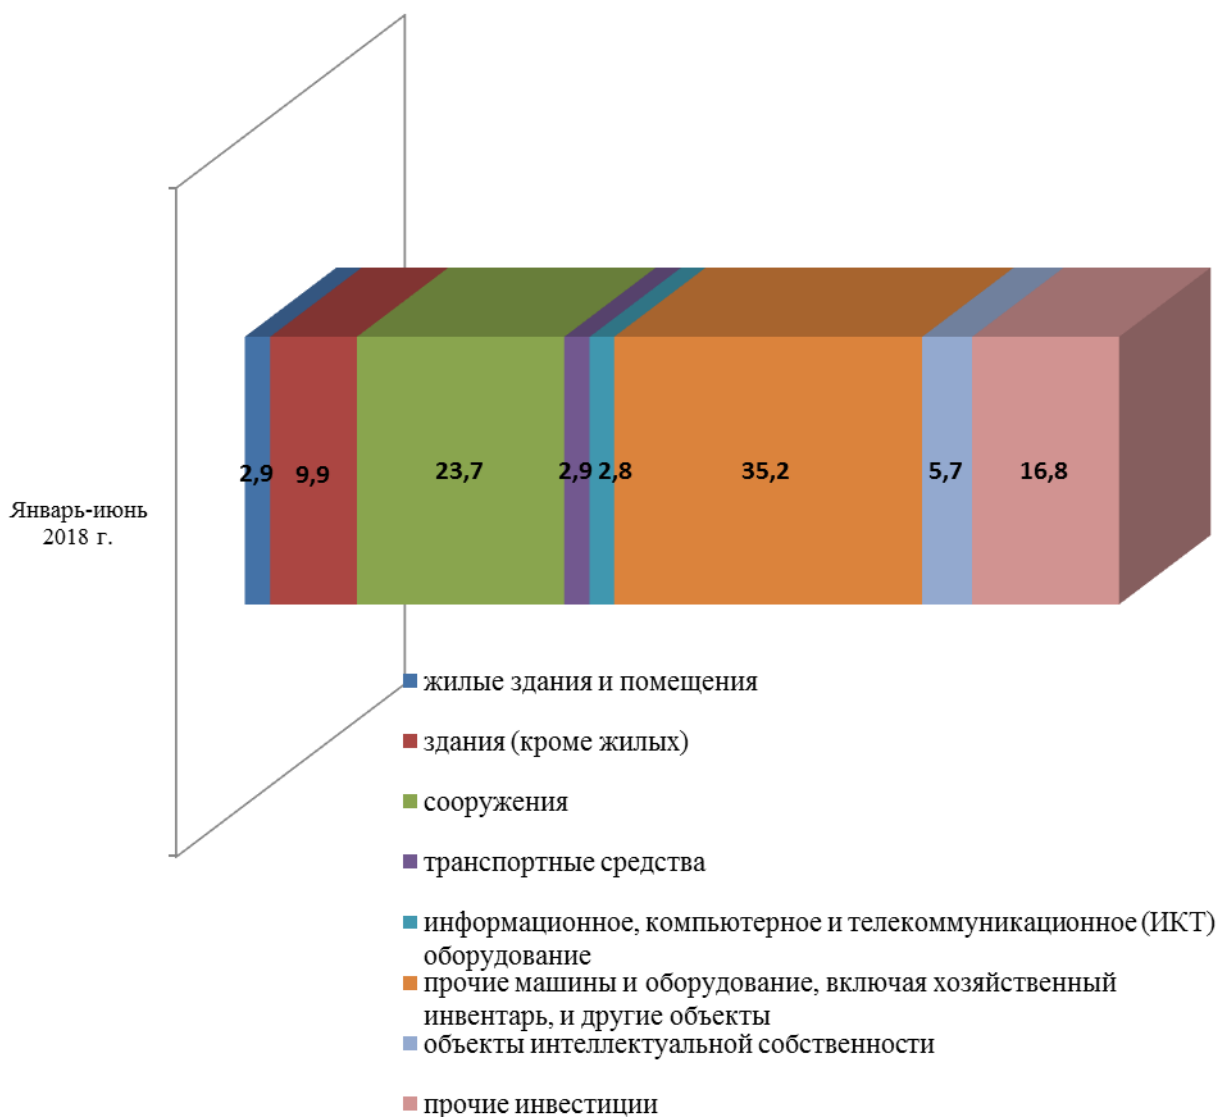 2,9 9,9 23,7 2,9 2,8 35,2 5,7 16,8
Январь-июнь
2018 г.
жилые здания и помещения
здания (кроме жилых)
сооружения
транспортные средства
информационное, компьютерное и телекоммуникационное (ИКТ)
оборудование
прочие машины и оборудование, включая хозяйственный
инвентарь, и другие объекты
объекты интеллектуальной собственности
прочие инвестиции